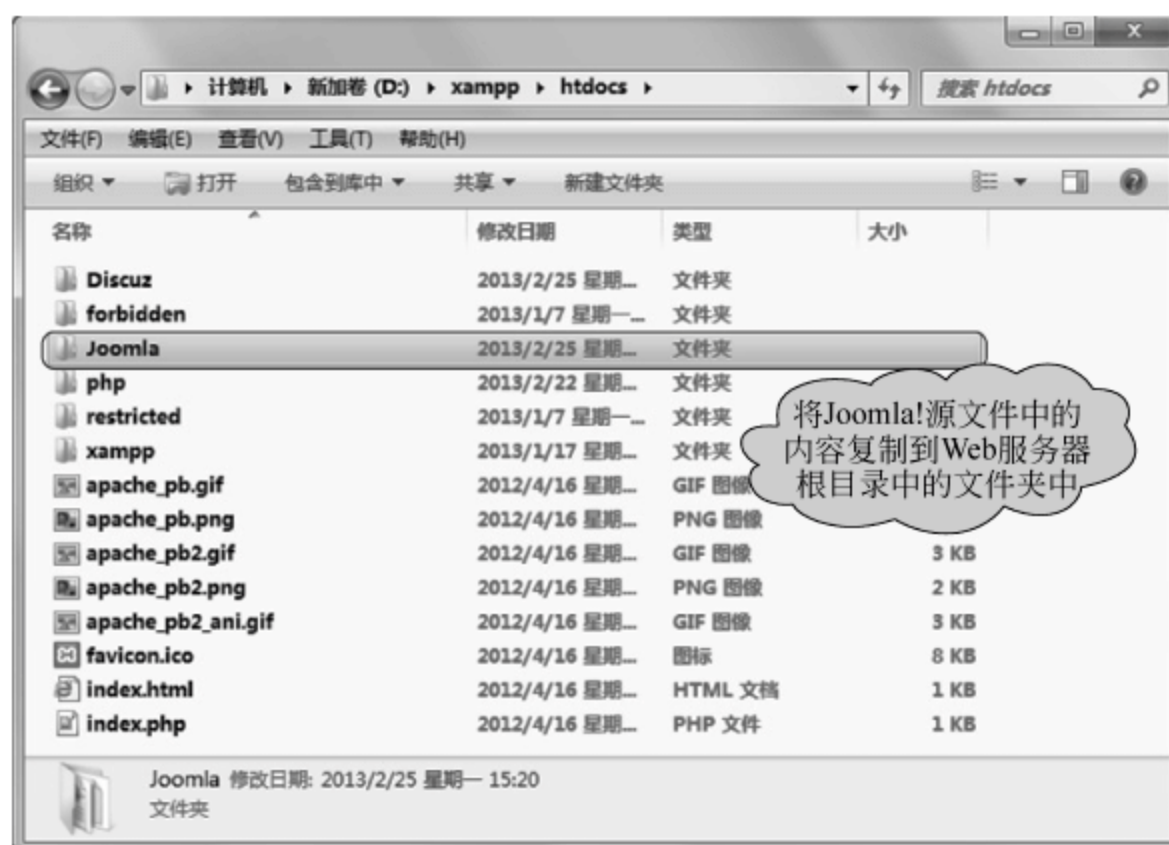 计算机 ▸ 新加卷 (D:) ▸ xampp ▸ htdocs ▸
搜索 htdocs
文件(F) 编辑(E) 查看(V) 工具(T) 帮助(H)
组织 打开 包含到库中 共享 新建文件夹
名称 修改日期 类型 大小
Discuz 2013/2/25 星期... 文件夹
forbidden 2013/1/7 星期一... 文件夹
Joomla 2013/2/25 星期... 文件夹
php 2013/2/22 星期... 文件夹
restricted 2013/1/7 星期一... 文件夹
xampp 2013/1/17 星期... 文件夹
apache_pb.gif 2012/4/16 星期... GIF 图像
apache_pb.png 2012/4/16 星期... PNG 图像
apache_pb2.gif 2012/4/16 星期... GIF 图像 3 KB
apache_pb2.png 2012/4/16 星期... PNG 图像 2 KB
apache_pb2_ani.gif 2012/4/16 星期... GIF 图像 3 KB
favicon.ico 2012/4/16 星期... 图标 8 KB
index.html 2012/4/16 星期... HTML 文档 1 KB
index.php 2012/4/16 星期... PHP 文件 1 KB
将Joomla!源文件中的
内容复制到Web服务器
根目录中的文件夹中
Joomla 修改日期: 2013/2/25 星期一 15:20
文件夹